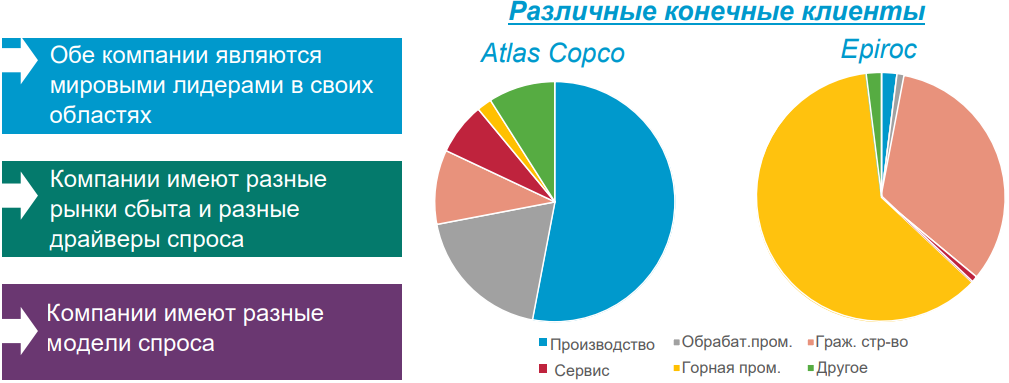 Различные конечные клиенты
Atlas Copco
Epiroc
Обе компании являются
мировыми лидерами в своих
областях
Компании имеют разные
рынки сбыта и разные
драйверы спроса
Компании имеют разные
модели спроса
Производство
Обрабат.пром.
Граж. стр-во
Сервис
Горная пром.
Другое